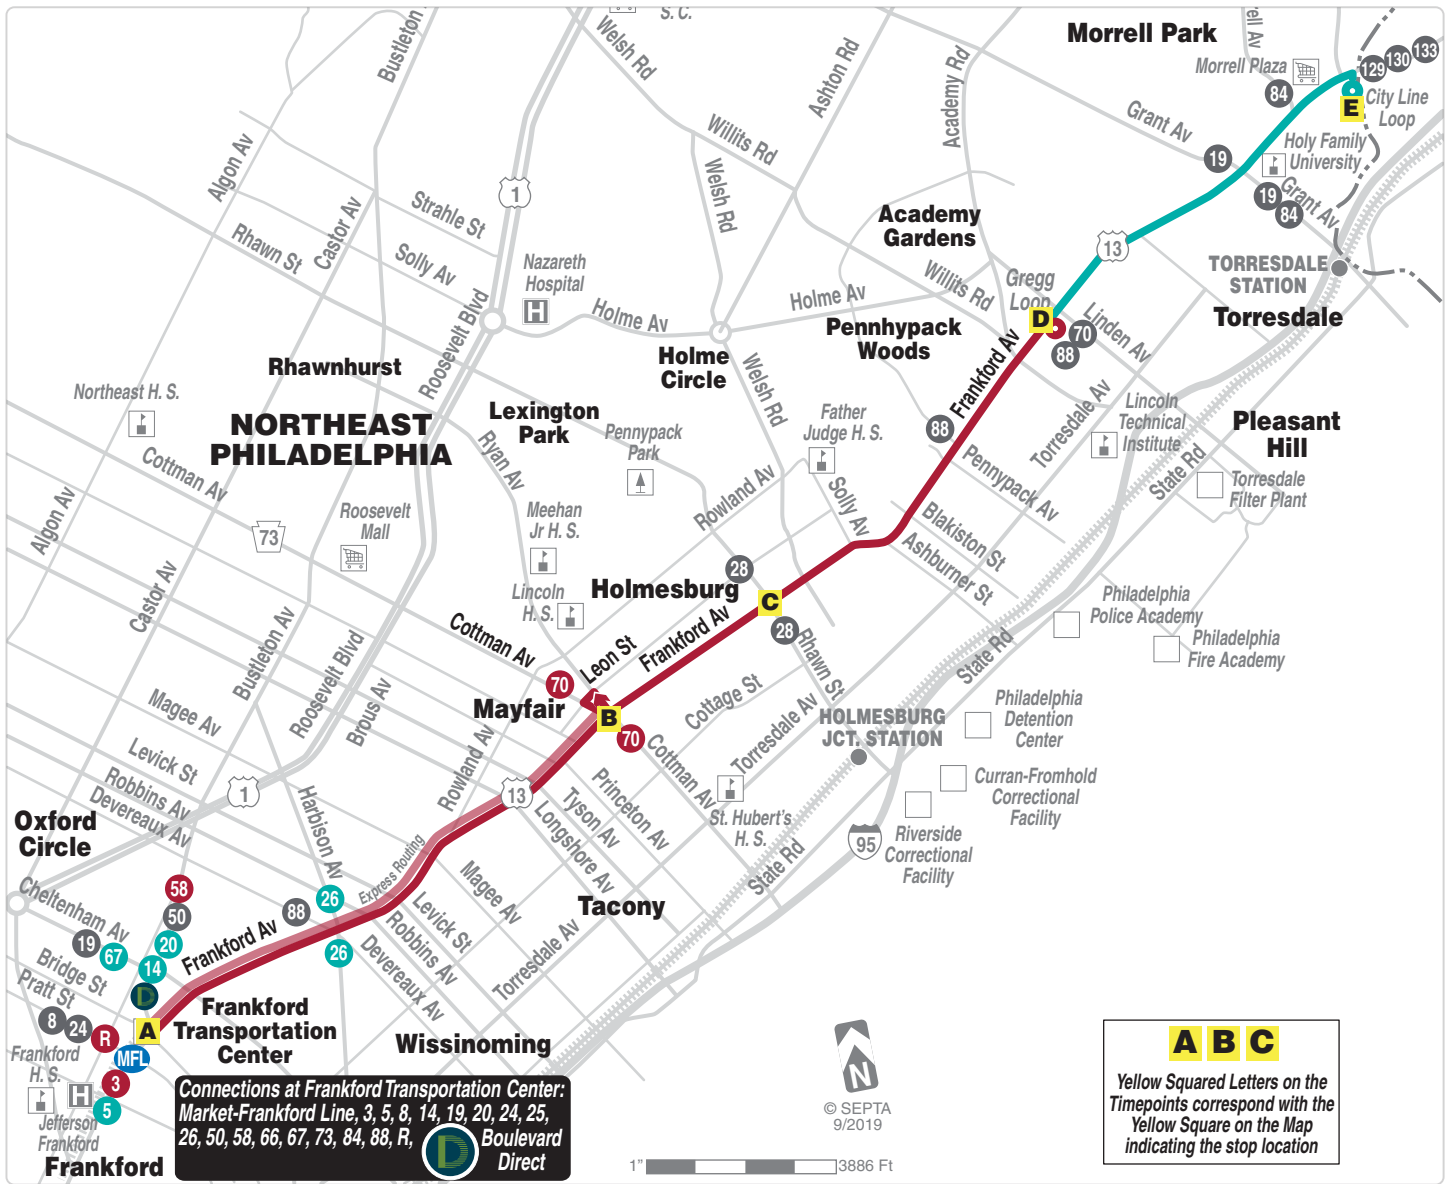 S. C.
Morrell Park
Bustleton
Welsh Rd
Ashton Rd
Academy Rd
ell Av
Morrell Plaza
129
130
133
84
E
City Line
Loop
Grant Av
19
Holy Family
University
19
84
Grant Av
Willits Rd
Algon Av
Welsh Rd
1
Strahle St
Castor Av
Rhawn St
Solly Av
Academy
Gardens
13
Nazareth
Hospital
H
Roosevelt Blvd
Holme Av
Holme Av
Willits Rd
Gregg
Loop
D
70
88
Linden Av
TORRESDALE
STATION
Torresdale
Pennhypack
Woods
Holme
Circle
Frankford Av
Rhawnhurst
Northeast H. S.
NORTHEAST
PHILADELPHIA
Lexington
Park
Pennypack
Park
Welsh Rd
Father
Judge H. S.
88
Torresdale Av
Lincoln
Technical
Institute
Pleasant
Hill
State Rd
Torresdale
Filter Plant
Pennypack Av
Cottman Av
Ryan Av
Algon Av
73
Roosevelt
Mall
Meehan
Jr H. S.
Rowland Av
Solly Av
Blakiston St
Ashburner St
28
Holmesburg
C
28
Lincoln
H. S.
Castor Av
Bustleton Av
Philadelphia
Police Academy
Philadelphia
Fire Academy
Cottman Av
Leon St
Frankford Av
Rhawn St
State Rd
70
Mayfair
B
70
Cottage St
Torresdale Av
HOLMESBURG
JCT. STATION
Philadelphia
Detention
Center
Magee Av
Roosevelt Blvd
Brous Av
Levick St
Robbins Av
Devereaux Av
1
Harbison Av
Rowland Av
13
Princeton Av
Tyson Av
Longshore Av
Cottman Av
St. Hubert's
H. S.
Curran-Fromhold
Correctional
Facility
95
Riverside
Correctional
Facility
State Rd
Oxford
Circle
Express Routing
Magee Av
Tacony
Cheltenham Av
58
50
20
88
26
26
Levick St
Robbins Av
Devereaux Av
Torresdale Av
Frankford Av
19
67
14
D
Bridge St
Pratt St
8
24
R
A
MFL
Frankford
Transportation
Center
Wissinoming
Frankford
H. S.
H
3
5
Jefferson
Frankford
Frankford
Connections at Frankford Transportation Center:
Market-Frankford Line, 3, 5, 8, 14, 19, 20, 24, 25,
26, 50, 58, 66, 67, 73, 84, 88, R, D Boulevard
Direct
N
© SEPTA
9/2019
1"
3886 Ft
A B C
Yellow Squared Letters on the
Timepoints correspond with the
Yellow Square on the Map
indicating the stop location